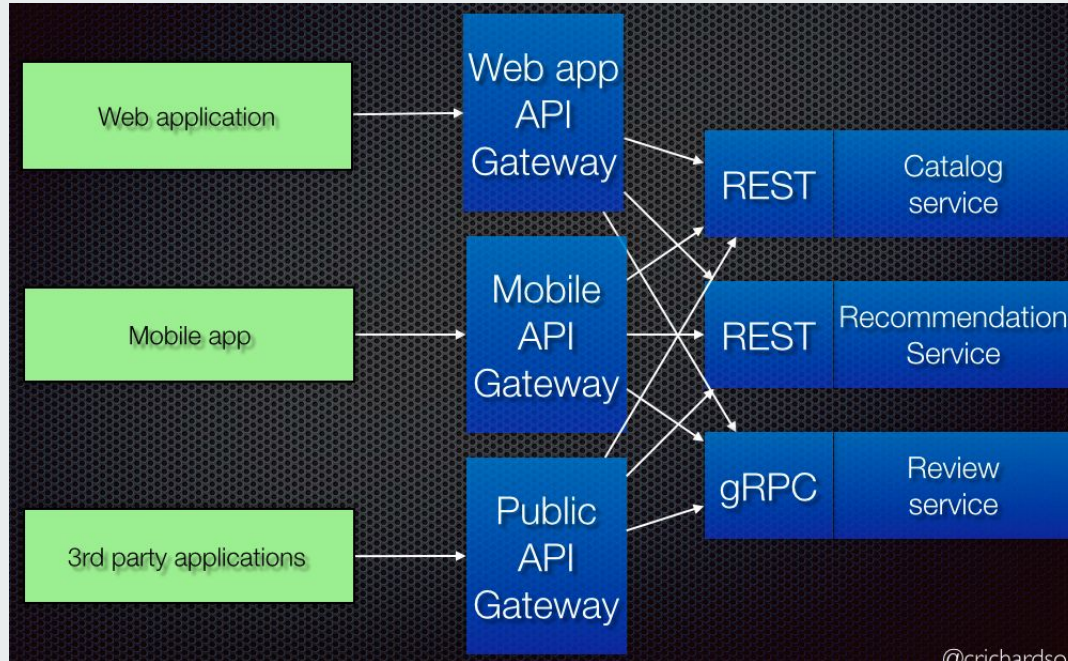 Web application
Web app
API
Gateway
REST
Catalog
service
Mobile app
Mobile
API
Gateway
REST
Recommendation
Service
3rd party applications
Public
API
Gateway
gRPC
Review
service
@crichardso